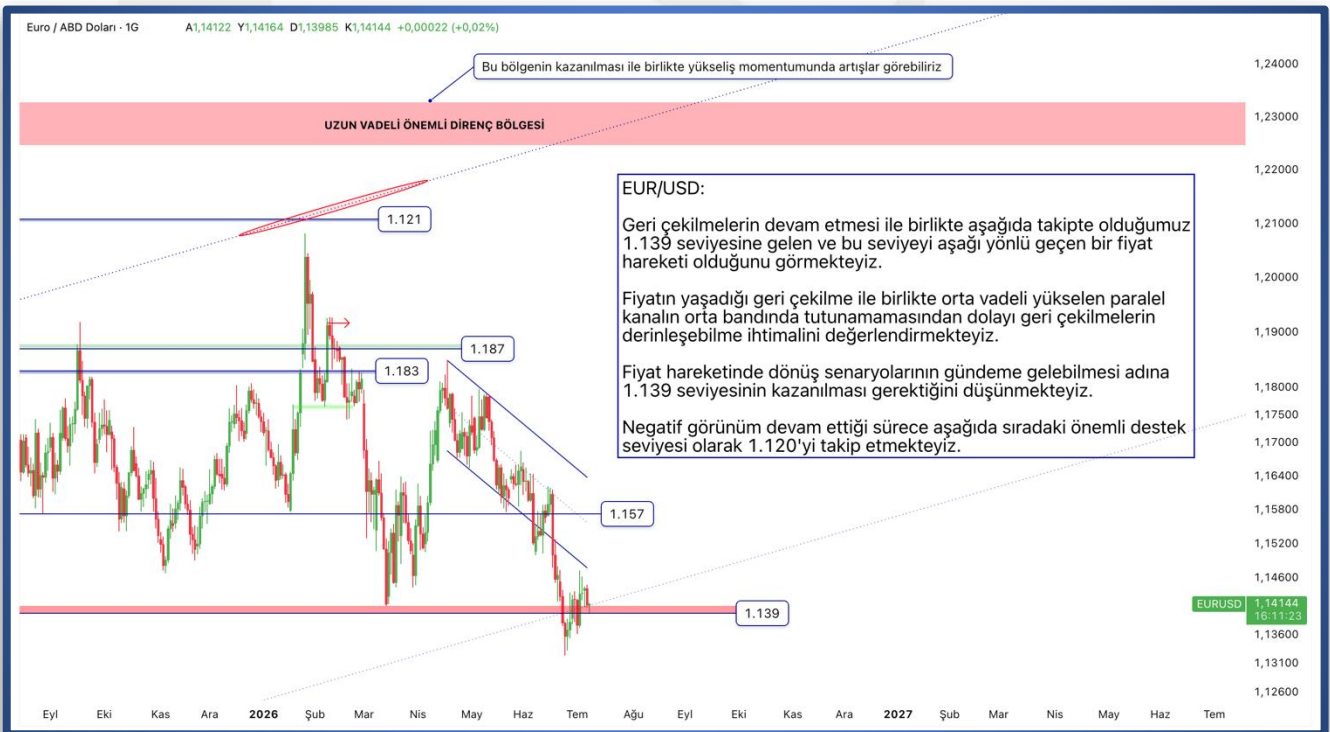 Euro / ABD Doları · 1G A1,14122 Y1,14164 D1,13985 K1,14144 +0,00022 (+0,02%)
Bu bölgenin kazanılması ile birlikte yükseliş momentumunda artışlar görebiliriz
UZUN VADELİ ÖNEMLİ DİRENÇ BÖLGESİ
1.121
1.187
1.183
1.157
1.139
EUR/USD:
Geri çekilmelerin devam etmesi ile birlikte aşağıda takipte olduğumuz
1.139 seviyesine gelen ve bu seviyeyi aşağı yönlü geçen bir fiyat
hareketi olduğunu görmekteyiz.
Fiyatın yaşadığı geri çekilme ile birlikte orta vadeli yükselen paralel
kanalın orta bandında tutunamamasından dolayı geri çekilmelerin
derinleşebilme ihtimalini değerlendirmekteyiz.
Fiyat hareketinde dönüş senaryolarının gündeme gelebilmesi adına
1.139 seviyesinin kazanılması gerektiğini düşünmekteyiz.
Negatif görünüm devam ettiği sürece aşağıda sıradaki önemli destek
seviyesi olarak 1.120'yi takip etmekteyiz.
1,24000
1,23000
1,22000
1,21000
1,20000
1,19000
1,18000
1,17500
1,17000
1,16400
1,15800
1,15200
1,14600
EURUSD 1,14144
16:11:23
1,13600
1,13100
1,12600
Eyl Eki Kas Ara 2026 Şub Mar Nis May Haz Tem Ağu Eyl Eki Kas Ara 2027 Şub Mar Nis May Haz Tem